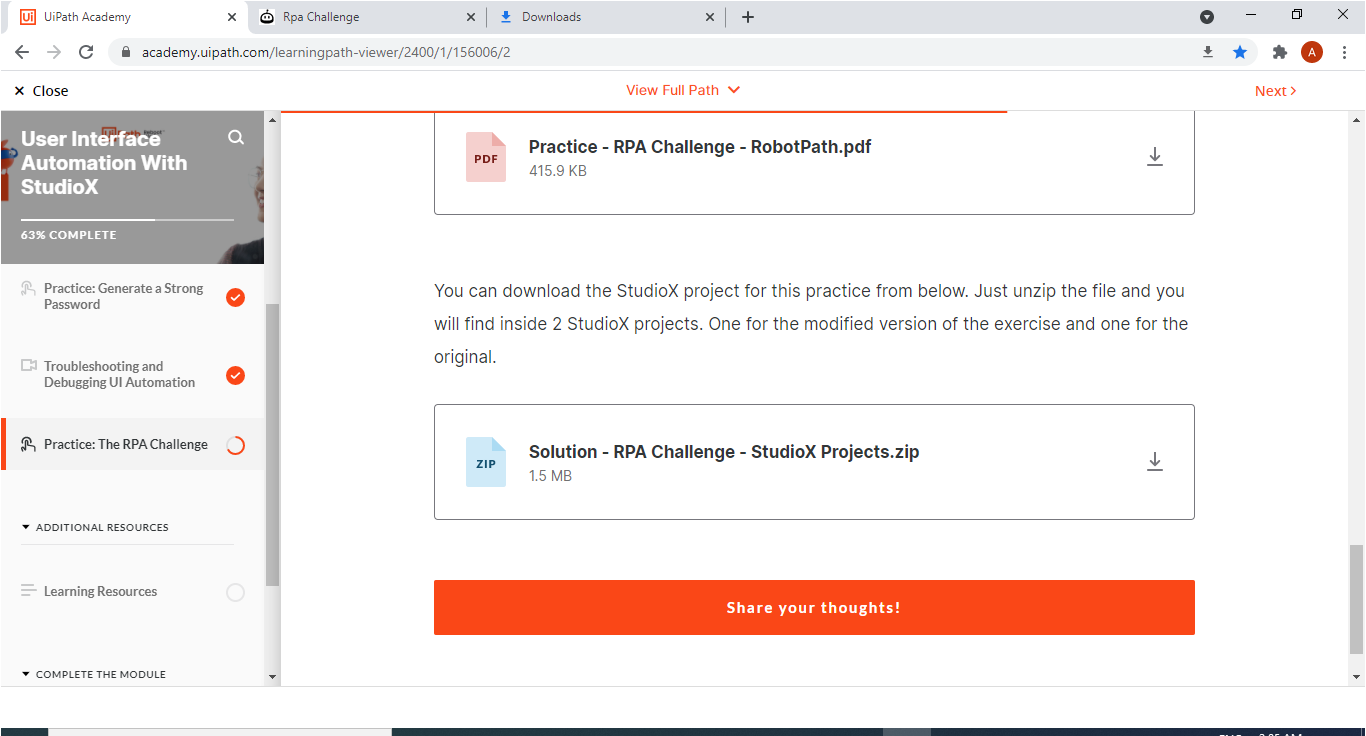 Ui UiPath Academy
Rpa Challenge
Downloads
academy.uipath.com/learningpath-viewer/2400/1/156006/2
A
Close
View Full Path
Next
User Interface
Automation With
StudioX
63% COMPLETE
Practice: Generate a Strong
Password
Troubleshooting and
Debugging UI Automation
Practice: The RPA Challenge
ADDITIONAL RESOURCES
Learning Resources
COMPLETE THE MODULE
PDF
Practice - RPA Challenge - RobotPath.pdf
415.9 KB
You can download the StudioX project for this practice from below. Just unzip the file and you
will find inside 2 StudioX projects. One for the modified version of the exercise and one for the
original.
ZIP
Solution - RPA Challenge - StudioX Projects.zip
1.5 MB
Share your thoughts!